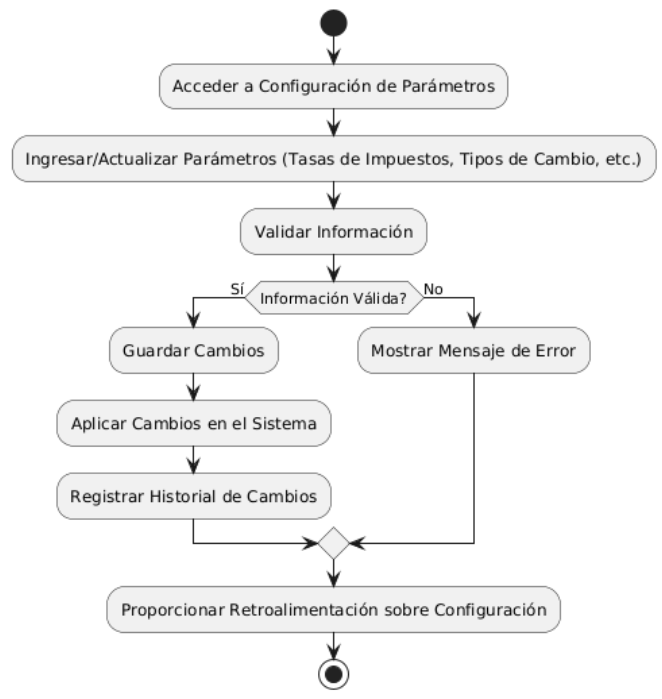 Acceder a Configuración de Parámetros
Ingresar/Actualizar Parámetros (Tasas de Impuestos, Tipos de Cambio, etc.)
Validar Información
Información Válida?
Sí
No
Guardar Cambios
Mostrar Mensaje de Error
Aplicar Cambios en el Sistema
Registrar Historial de Cambios
Proporcionar Retroalimentación sobre Configuración